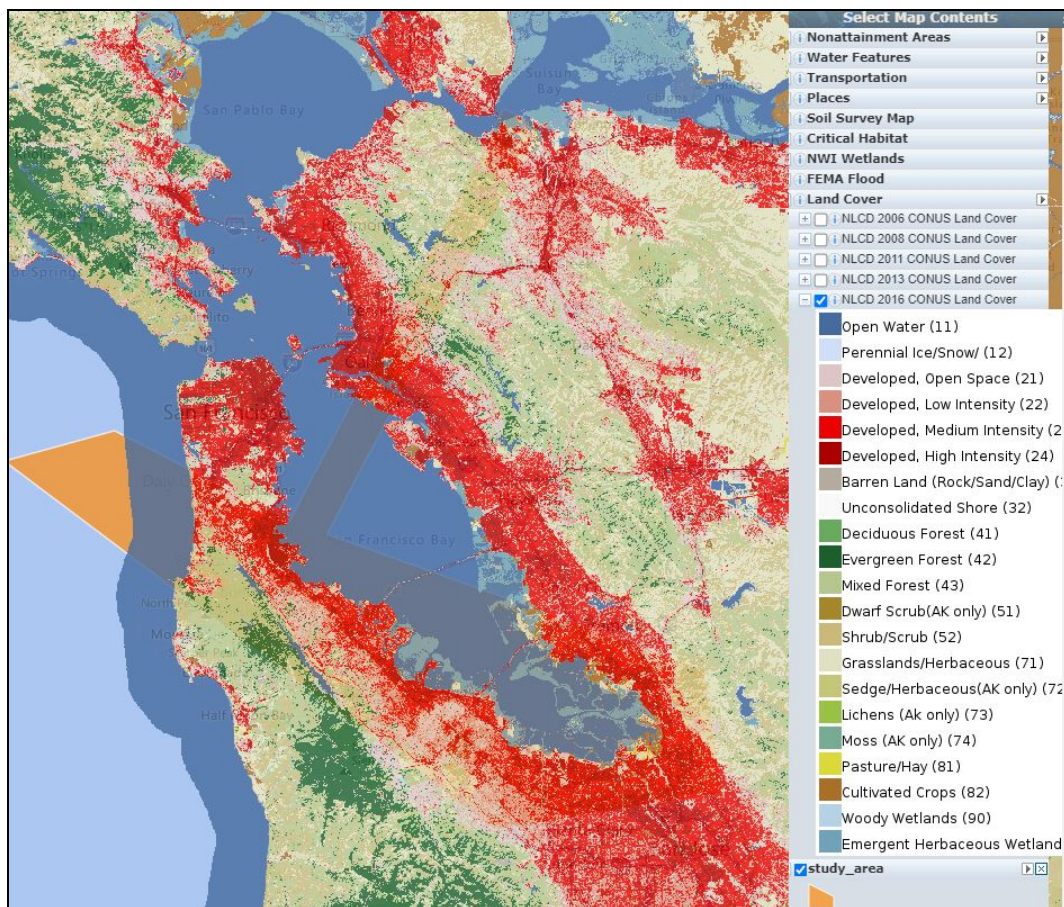 Select Map Contents
Nonattainment Areas
Water Features
Transportation
Places
Soil Survey Map
Critical Habitat
NWI Wetlands
FEMA Flood
Land Cover
NLCD 2006 CONUS Land Cover
NLCD 2008 CONUS Land Cover
NLCD 2011 CONUS Land Cover
NLCD 2013 CONUS Land Cover
NLCD 2016 CONUS Land Cover
Open Water (11)
Perennial Ice/Snow/ (12)
Developed, Open Space (21)
Developed, Low Intensity (22)
Developed, Medium Intensity (2
Developed, High Intensity (24)
Barren Land (Rock/Sand/Clay) (
Unconsolidated Shore (32)
Deciduous Forest (41)
Evergreen Forest (42)
Mixed Forest (43)
Dwarf Scrub(AK only) (51)
Shrub/Scrub (52)
Grasslands/Herbaceous (71)
Sedge/Herbaceous(AK only) (72
Lichens (Ak only) (73)
Moss (AK only) (74)
Pasture/Hay (81)
Cultivated Crops (82)
Woody Wetlands (90)
Emergent Herbaceous Wetland
study_area
San Pablo Bay
Suisun
Bay
San Francisco
San Francisco Bay
Half Moon Bay